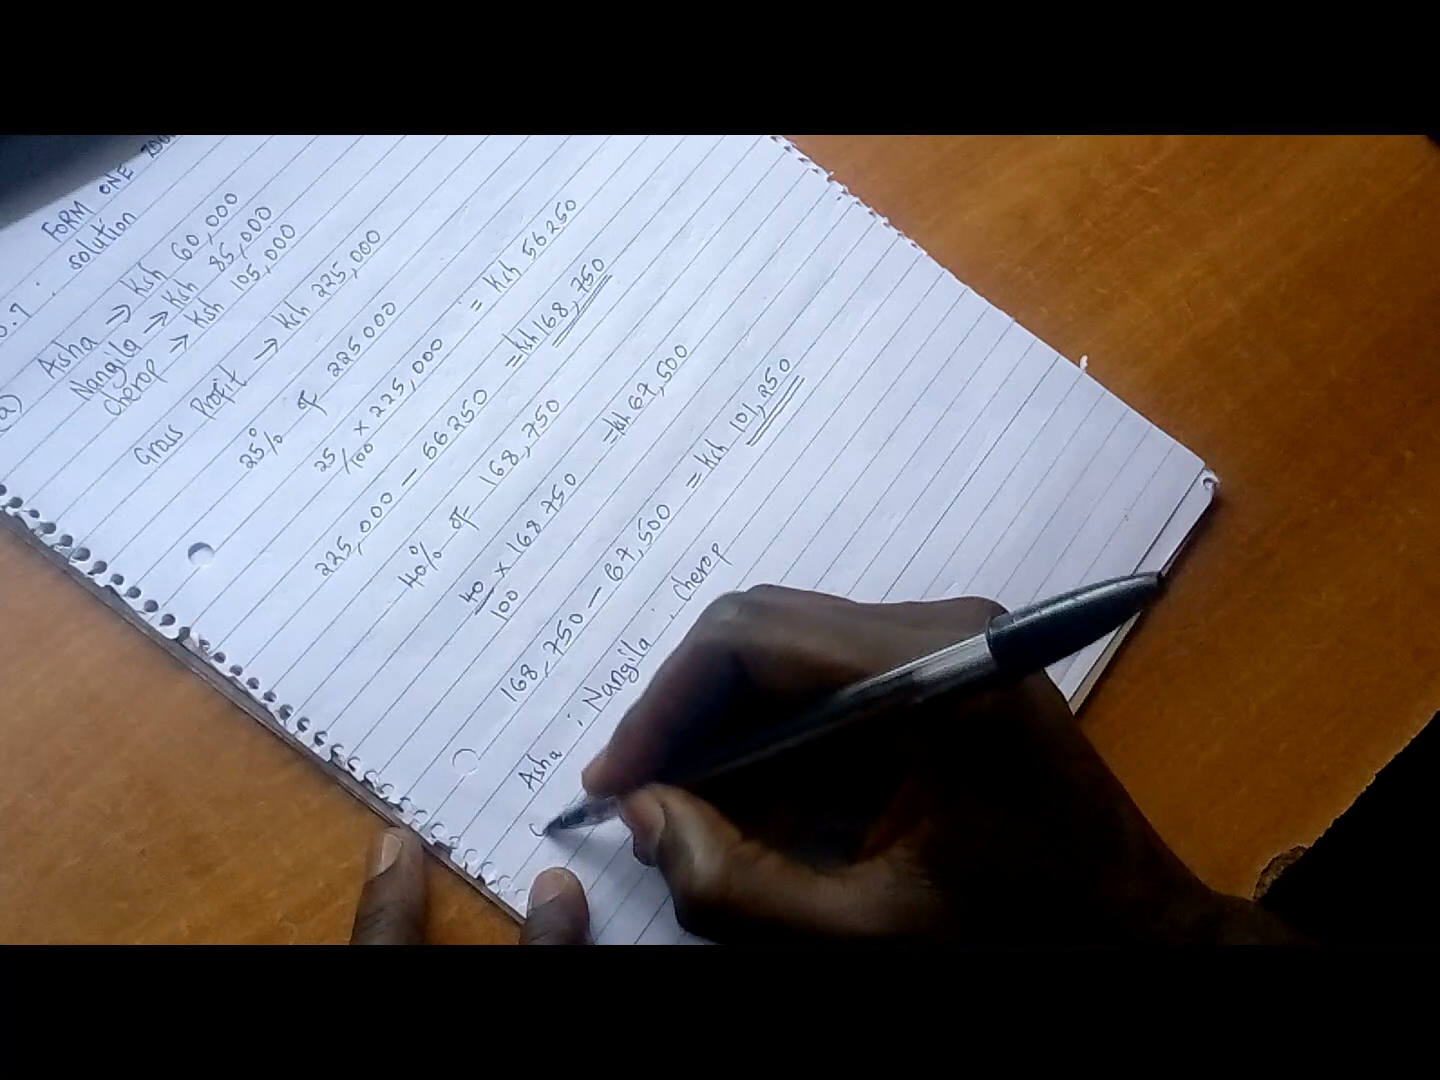 FORM ONE
solution
(a) Asha → Ksh 60,000
Nangila → Ksh 85,000
Cherop → Ksh 105,000
Gross Profit → Ksh 225,000
25% of 225000
25/100 × 225,000 = Ksh 56250
225,000 - 56250 = Ksh 168,750
40% of 168,750
40/100 × 168 750 = Ksh 67,500
168,750 - 67,500 = Ksh 101,250
Asha : Nangila : Cherop